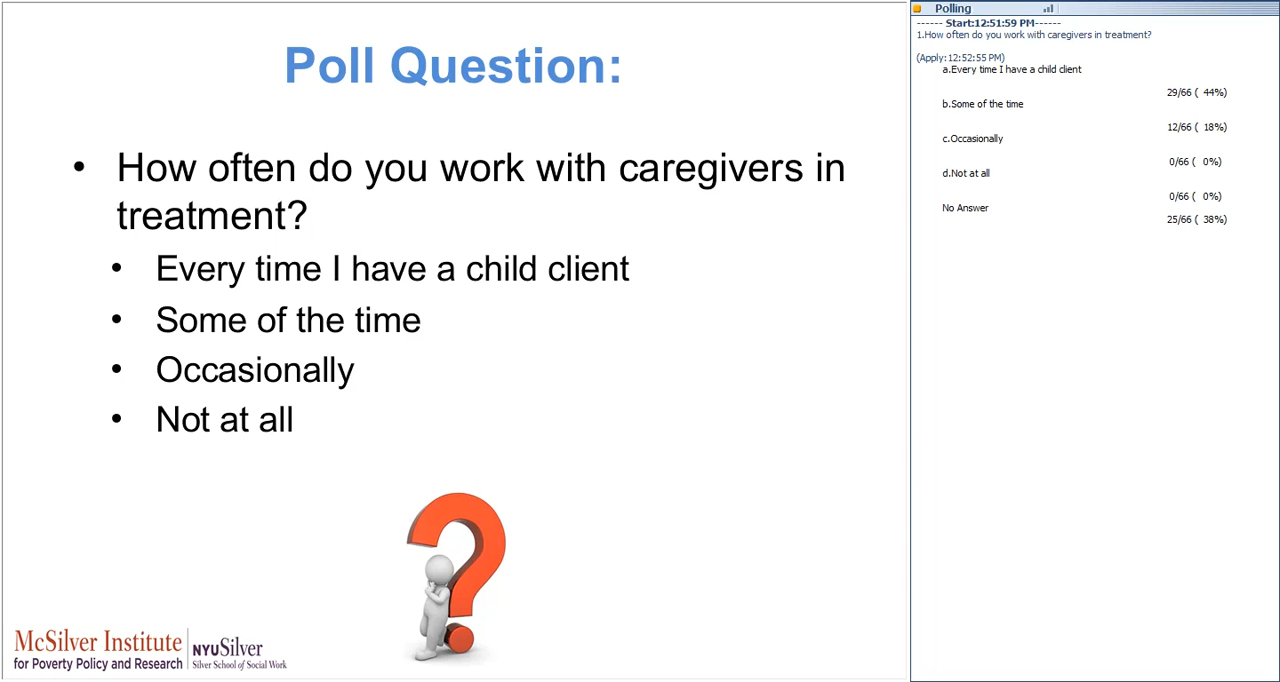 Poll Question:
• How often do you work with caregivers in
treatment?
• Every time I have a child client
• Some of the time
• Occasionally
• Not at all
McSilver Institute
for Poverty Policy and Research
NYUSilver
Silver School of Social Work
Polling
------ Start:12:51:59 PM------
1.How often do you work with caregivers in treatment?
(Apply:12:52:55 PM)
a.Every time I have a child client
29/66 ( 44%)
b.Some of the time
12/66 ( 18%)
c.Occasionally
0/66 ( 0%)
d.Not at all
0/66 ( 0%)
No Answer
25/66 ( 38%)